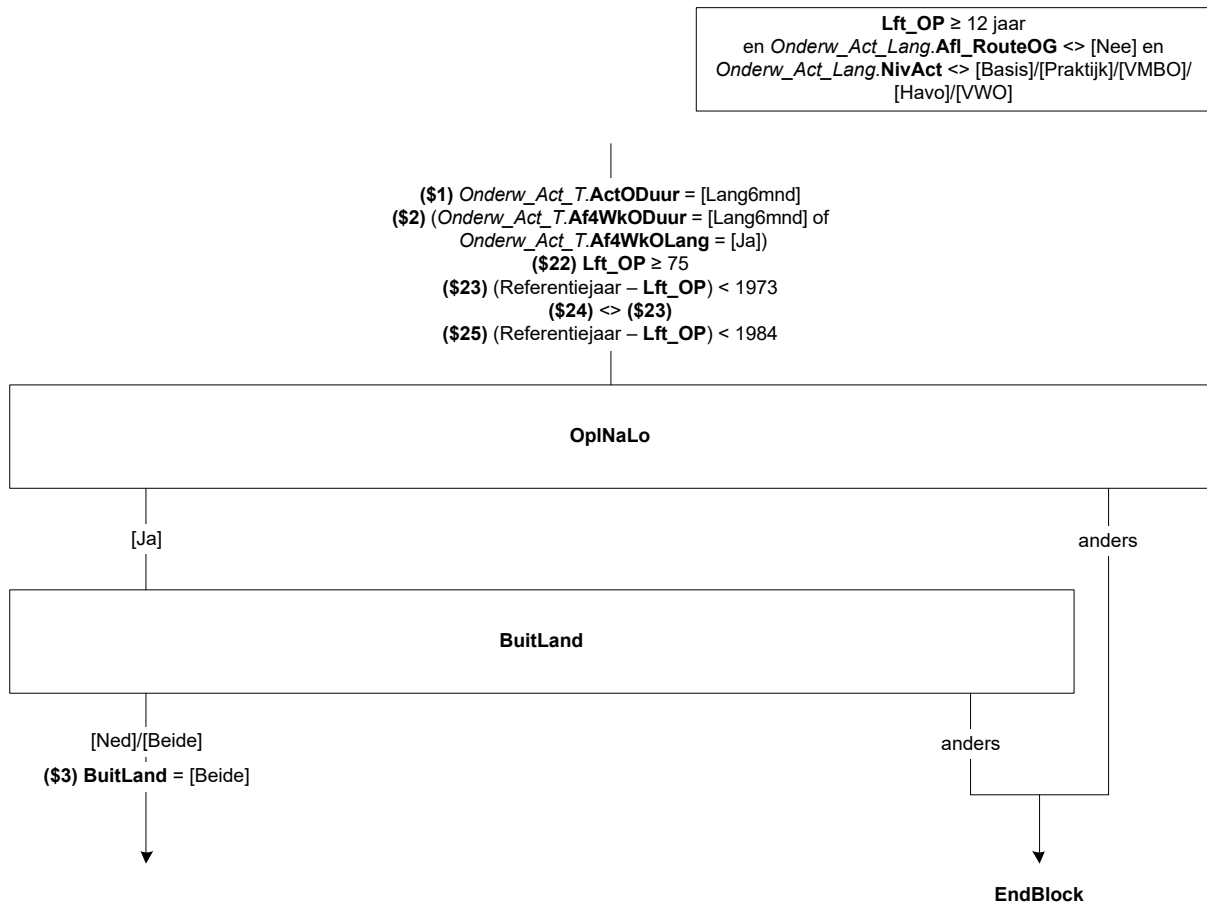 Lft_OP ≥ 12 jaar
en Onderw_Act_Lang.Afl_RouteOG <> [Nee] en
Onderw_Act_Lang.NivAct <> [Basis]/[Praktijk]/[VMBO]/
[Havo]/[VWO]
($1) Onderw_Act_T.ActODuur = [Lang6mnd]
($2) (Onderw_Act_T.Af4WkODuur = [Lang6mnd] of
Onderw_Act_T.Af4WkOLang = [Ja])
($22) Lft_OP ≥ 75
($23) (Referentiejaar – Lft_OP) < 1973
($24) <> ($23)
($25) (Referentiejaar – Lft_OP) < 1984
OplNaLo
[Ja]
anders
BuitLand
[Ned]/[Beide]
anders
($3) BuitLand = [Beide]
EndBlock